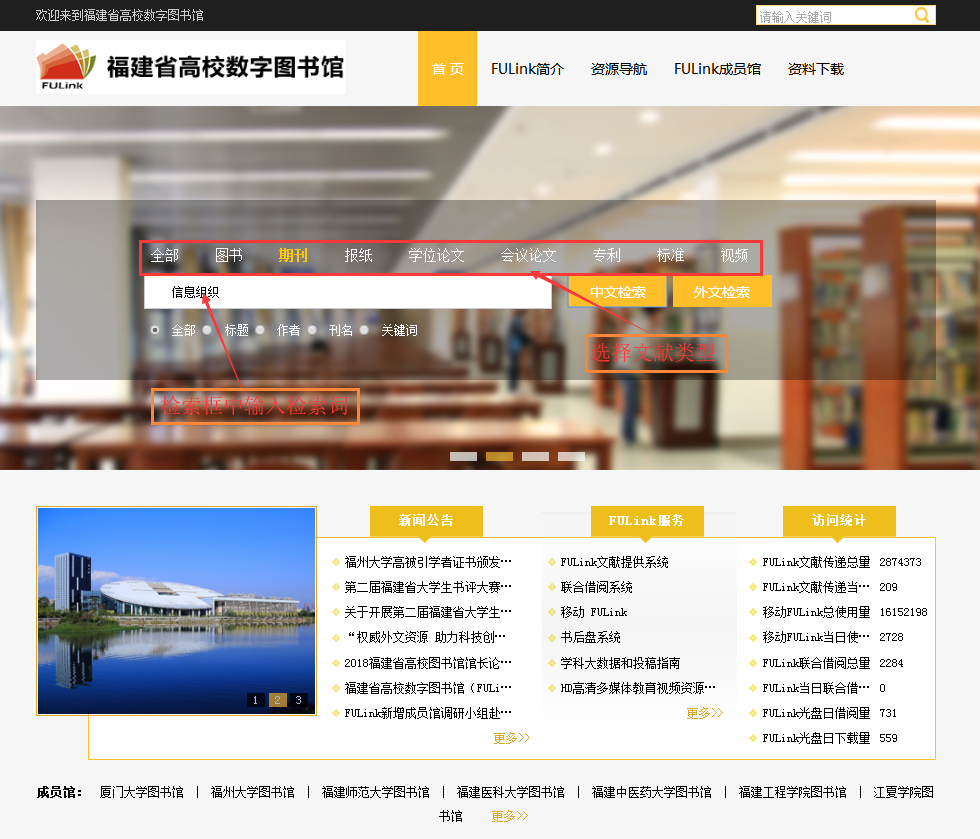 欢迎来到福建省高校数字图书馆
请输入关键词
FULink
福建省高校数字图书馆
首 页 FULink简介 资源导航 FULink成员馆 资料下载
全部 图书 期刊 报纸 学位论文 会议论文 专利 标准 视频
信息组织 中文检索 外文检索
全部 标题 作者 刊名 关键词
选择文献类型
检索框中输入检索词
1 2 3
新闻公告
福州大学高被引学者证书颁发…
第二届福建省大学生书评大赛…
关于开展第二届福建省大学生…
“权威外文资源 助力科技创…
2018福建省高校图书馆馆长论…
福建省高校数字图书馆（FULi…
FULink新增成员馆调研小组赴…
更多>>
FULink服务
FULink文献提供系统
联合借阅系统
移动 FULink
书后盘系统
学科大数据和投稿指南
HD高清多媒体教育视频资源…
更多>>
访问统计
FULink文献传递总量 2874373
FULink文献传递当… 209
移动FULink总使用量 16152198
移动FULink当日使… 2728
FULink联合借阅总量 2284
FULink当日联合借… 0
FULink光盘日借阅量 731
FULink光盘日下载量 559
成员馆： 厦门大学图书馆 | 福州大学图书馆 | 福建师范大学图书馆 | 福建医科大学图书馆 | 福建中医药大学图书馆 | 福建工程学院图书馆 | 江夏学院图
书馆 更多>>